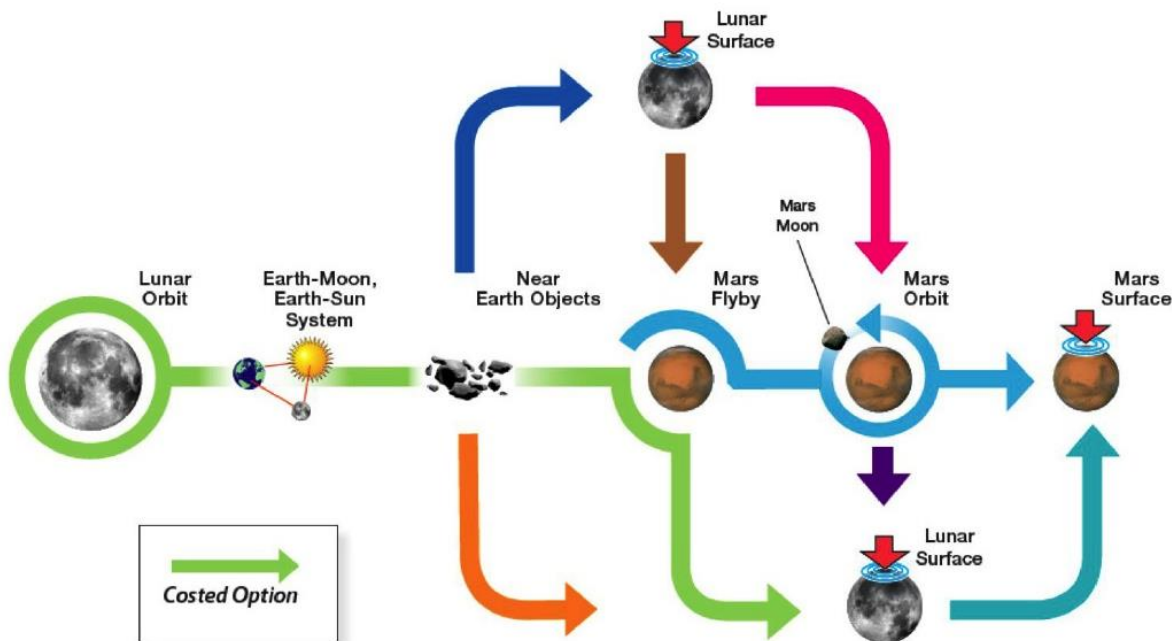 Lunar
Surface
Mars
Moon
Lunar
Orbit
Earth-Moon,
Earth-Sun
System
Near
Earth Objects
Mars
Flyby
Mars
Orbit
Mars
Surface
Lunar
Surface
Costed Option